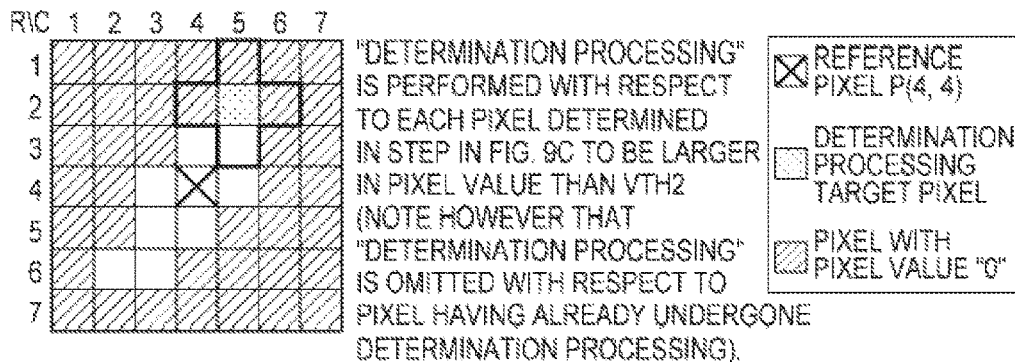 R\C 1 2 3 4 5 6 7
1
2
3
4
5
6
7
"DETERMINATION PROCESSING"
IS PERFORMED WITH RESPECT
TO EACH PIXEL DETERMINED
IN STEP IN FIG. 9C TO BE LARGER
IN PIXEL VALUE THAN VTH2
(NOTE HOWEVER THAT
"DETERMINATION PROCESSING"
IS OMITTED WITH RESPECT TO
PIXEL HAVING ALREADY UNDERGONE
DETERMINATION PROCESSING).
REFERENCE
PIXEL P(4, 4)
DETERMINATION
PROCESSING
TARGET PIXEL
PIXEL WITH
PIXEL VALUE "0"